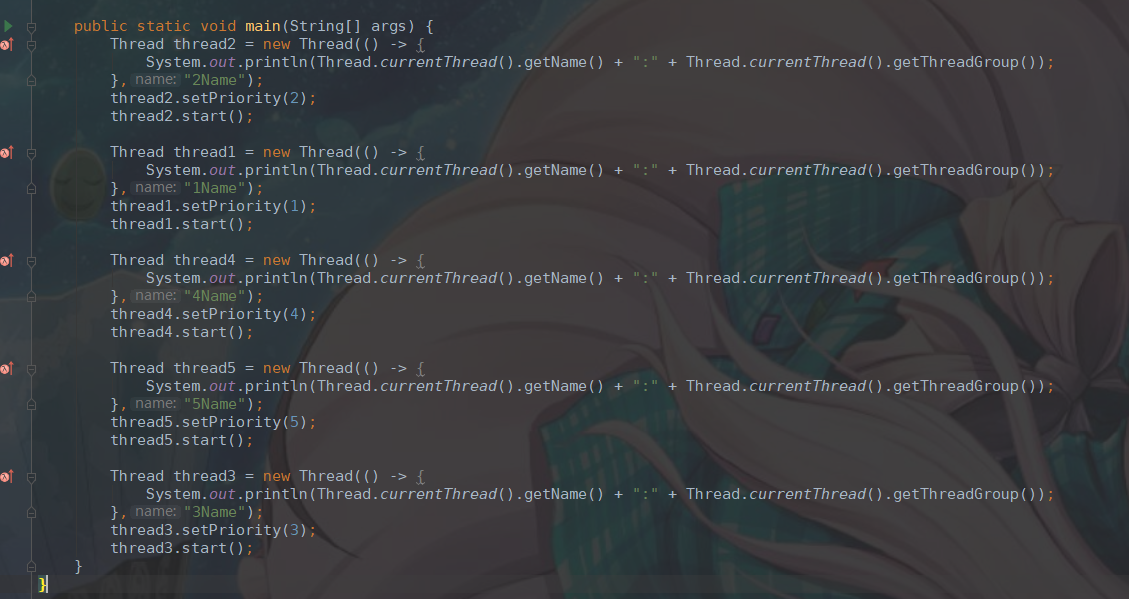 public static void main(String[] args) {
Thread thread2 = new Thread(() -> {
System.out.println(Thread.currentThread().getName() + ":" + Thread.currentThread().getThreadGroup());
}, name: "2Name");
thread2.setPriority(2);
thread2.start();
Thread thread1 = new Thread(() -> {
System.out.println(Thread.currentThread().getName() + ":" + Thread.currentThread().getThreadGroup());
}, name: "1Name");
thread1.setPriority(1);
thread1.start();
Thread thread4 = new Thread(() -> {
System.out.println(Thread.currentThread().getName() + ":" + Thread.currentThread().getThreadGroup());
}, name: "4Name");
thread4.setPriority(4);
thread4.start();
Thread thread5 = new Thread(() -> {
System.out.println(Thread.currentThread().getName() + ":" + Thread.currentThread().getThreadGroup());
}, name: "5Name");
thread5.setPriority(5);
thread5.start();
Thread thread3 = new Thread(() -> {
System.out.println(Thread.currentThread().getName() + ":" + Thread.currentThread().getThreadGroup());
}, name: "3Name");
thread3.setPriority(3);
thread3.start();
}
}